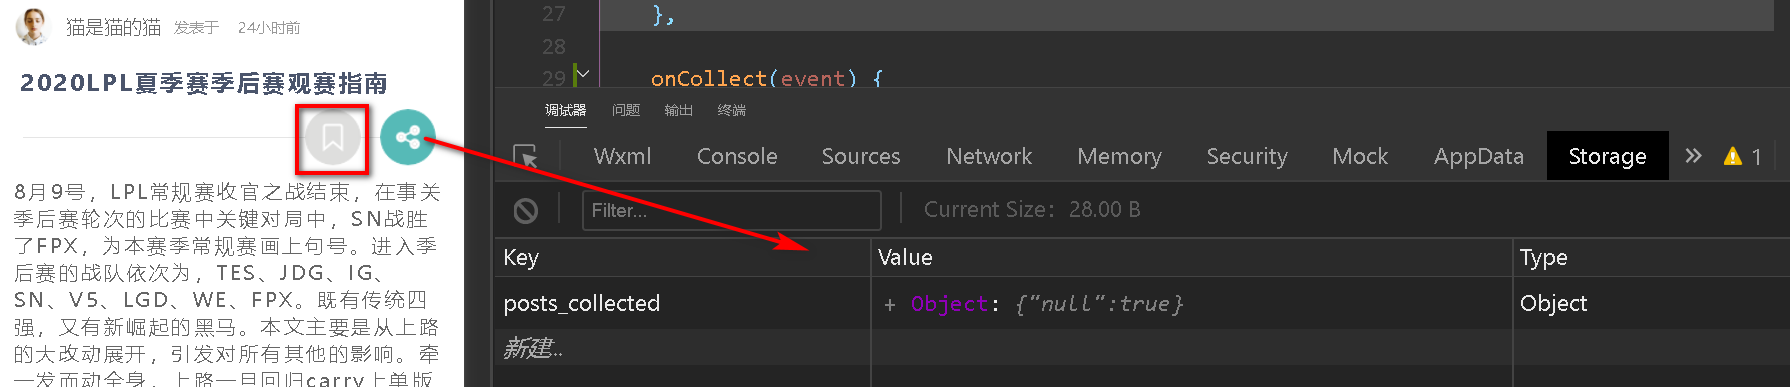 猫是猫的猫 发表于 24小时前
2020LPL夏季赛季后赛观赛指南
8月9号，LPL常规赛收官之战结束，在事关
季后赛轮次的比赛中关键对局中，SN战胜
了FPX，为本赛季常规赛画上句号。进入季
后赛的战队依次为，TES、JDG、IG、
SN、V5、LGD、WE、FPX。既有传统四
强，又有新崛起的黑马。本文主要是从上路
的大改动展开，引发对所有其他的影响。牵
一发而动全身，上路一旦回归carry上单版
27 },
28
29 onCollect(event) {
调试器 问题 输出 终端
Wxml Console Sources Network Memory Security Mock AppData Storage » 1
Filter... Current Size: 28.00 B
Key Value Type
posts_collected + Object: {"null":true} Object
新建..